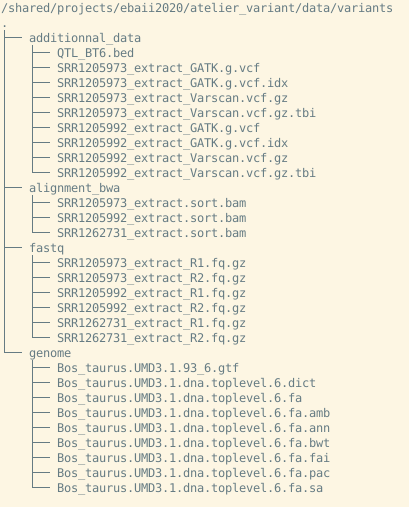 /shared/projects/ebaii2020/atelier_variant/data/variants
.
├── additionnal_data
│   ├── QTL_BT6.bed
│   ├── SRR1205973_extract_GATK.g.vcf
│   ├── SRR1205973_extract_GATK.g.vcf.idx
│   ├── SRR1205973_extract_Varscan.vcf.gz
│   ├── SRR1205973_extract_Varscan.vcf.gz.tbi
│   ├── SRR1205992_extract_GATK.g.vcf
│   ├── SRR1205992_extract_GATK.g.vcf.idx
│   ├── SRR1205992_extract_Varscan.vcf.gz
│   └── SRR1205992_extract_Varscan.vcf.gz.tbi
├── alignment_bwa
│   ├── SRR1205973_extract.sort.bam
│   ├── SRR1205992_extract.sort.bam
│   └── SRR1262731_extract.sort.bam
├── fastq
│   ├── SRR1205973_extract_R1.fq.gz
│   ├── SRR1205973_extract_R2.fq.gz
│   ├── SRR1205992_extract_R1.fq.gz
│   ├── SRR1205992_extract_R2.fq.gz
│   ├── SRR1262731_extract_R1.fq.gz
│   └── SRR1262731_extract_R2.fq.gz
└── genome
    ├── Bos_taurus.UMD3.1.93_6.gtf
    ├── Bos_taurus.UMD3.1.dna.toplevel.6.dict
    ├── Bos_taurus.UMD3.1.dna.toplevel.6.fa
    ├── Bos_taurus.UMD3.1.dna.toplevel.6.fa.amb
    ├── Bos_taurus.UMD3.1.dna.toplevel.6.fa.ann
    ├── Bos_taurus.UMD3.1.dna.toplevel.6.fa.bwt
    ├── Bos_taurus.UMD3.1.dna.toplevel.6.fa.fai
    ├── Bos_taurus.UMD3.1.dna.toplevel.6.fa.pac
    └── Bos_taurus.UMD3.1.dna.toplevel.6.fa.sa